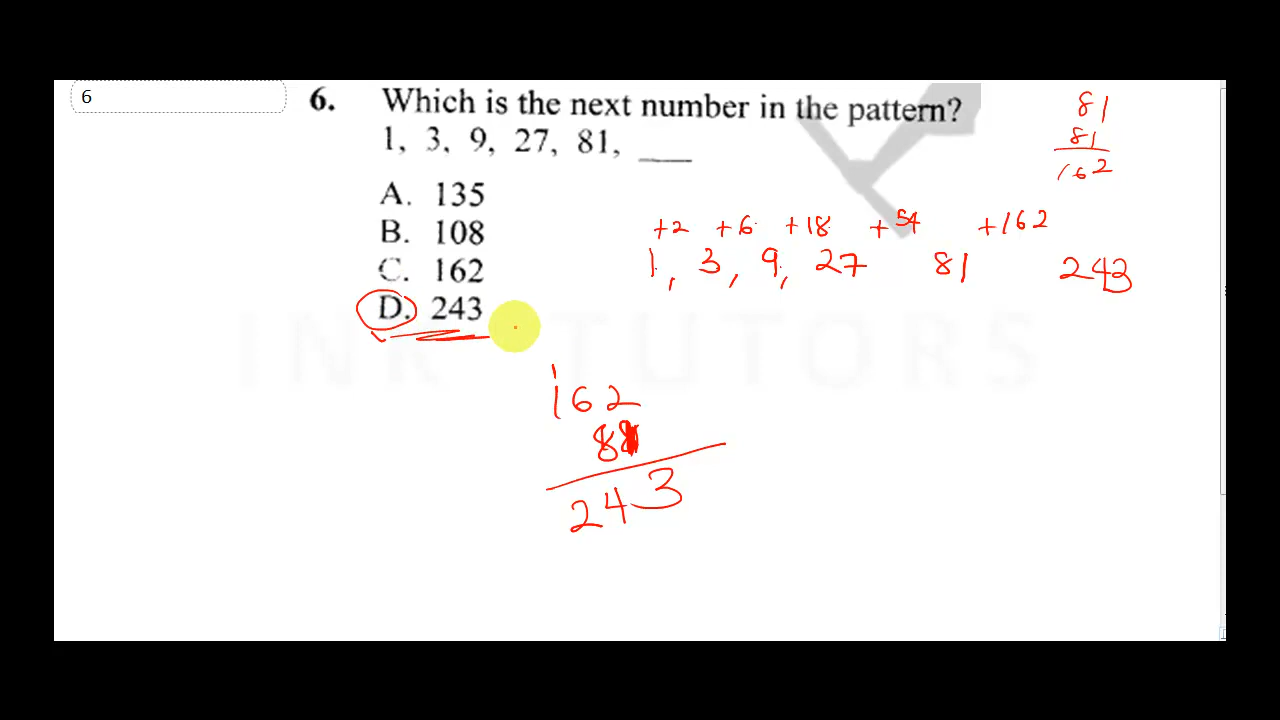 6
6. Which is the next number in the pattern?
1, 3, 9, 27, 81, ___
A. 135
B. 108
C. 162
D. 243
81
81
162
+2 +6 +18 +54 +162
1, 3, 9, 27 81 243
INK TUTORS
162
81
243